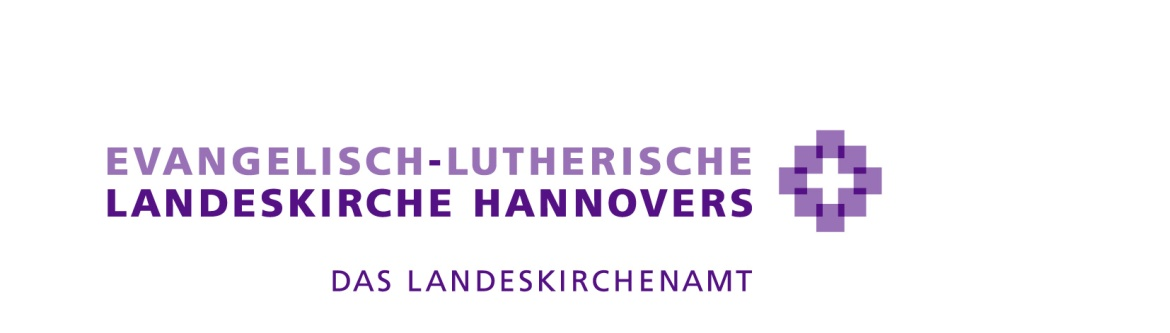 EVANGELISCH-LUTHERISCHE
LANDESKIRCHE HANNOVERS
DAS LANDESKIRCHENAMT